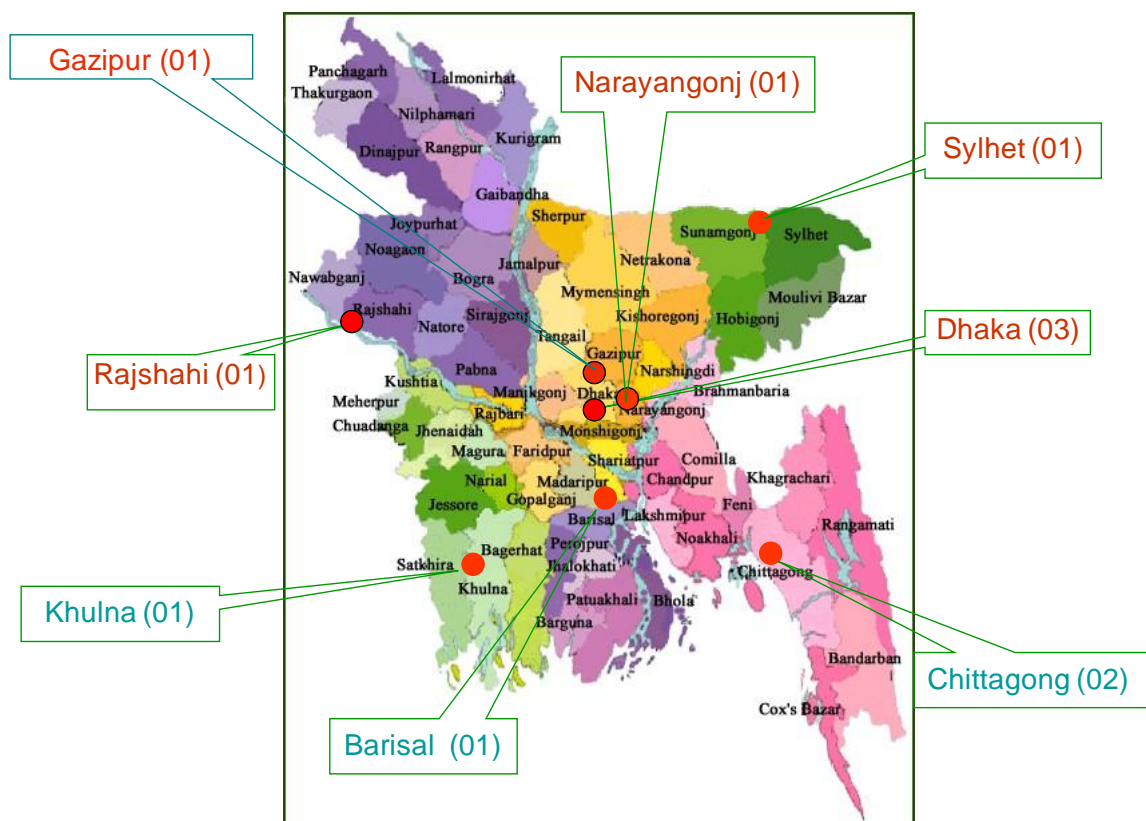 Gazipur (01)
Narayangonj (01)
Sylhet (01)
Dhaka (03)
Rajshahi (01)
Khulna (01)
Barisal (01)
Chittagong (02)
Panchagarh
Lalmonirhat
Thakurgaon
Nilphamari
Kurigram
Rangpur
Dinajpur
Gaibandha
Sherpur
Joypurhat
Sunamgonj
Sylhet
Noagaon
Netrakona
Jamalpur
Nawabganj
Bogra
Mymensingh
Moulivi Bazar
Rajshahi
Sirajgonj
Kishoregonj
Hobigonj
Natore
Tangail
Gazipur
Pabna
Narshingdi
Kushtia
Manikgonj
Dhaka
Brahmanbaria
Meherpur
Rajbari
Narayangonj
Chuadanga
Jhenaidah
Monshigonj
Magura
Faridpur
Shariatpur
Comilla
Narial
Madaripur
Chandpur
Khagrachari
Jessore
Gopalganj
Feni
Barisal
Lakshmipur
Rangamati
Noakhali
Perojpur
Bagerhat
Satkhira
Jhalokhati
Chittagong
Khulna
Patuakhali
Bhola
Barguna
Bandarban
Cox's Bazar